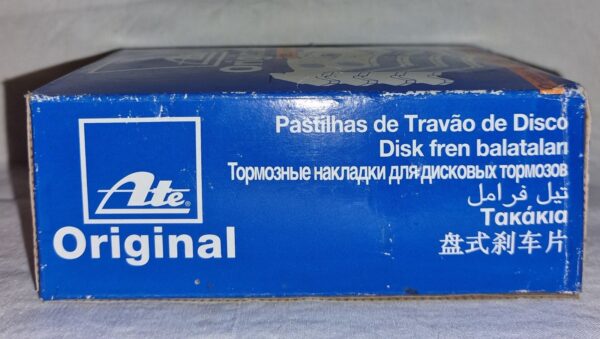 Ate
Original
Pastilhas de Travão de Disco
Disk fren balataları
Тормозные накладки для дисковых тормозов
تيل فرامل
Τακάκια
盘式刹车片